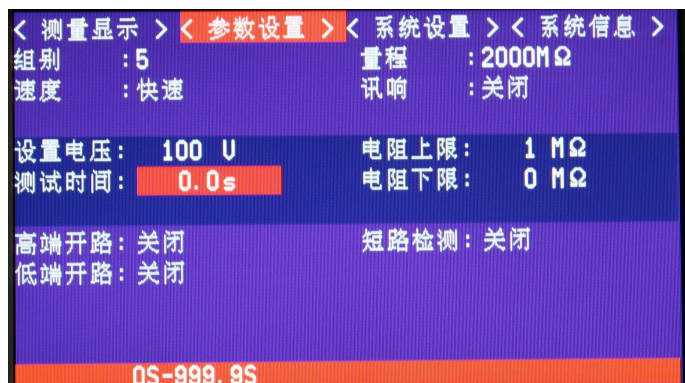 < 测量显示 > < 参数设置 > < 系统设置 > < 系统信息 >
组别 :5 量程 :2000MΩ
速度 :快速 讯响 :关闭
设置电压: 100 V 电阻上限: 1 MΩ
测试时间: 0.0s 电阻下限: 0 MΩ
高端开路:关闭 短路检测:关闭
低端开路:关闭
0S-999.9S